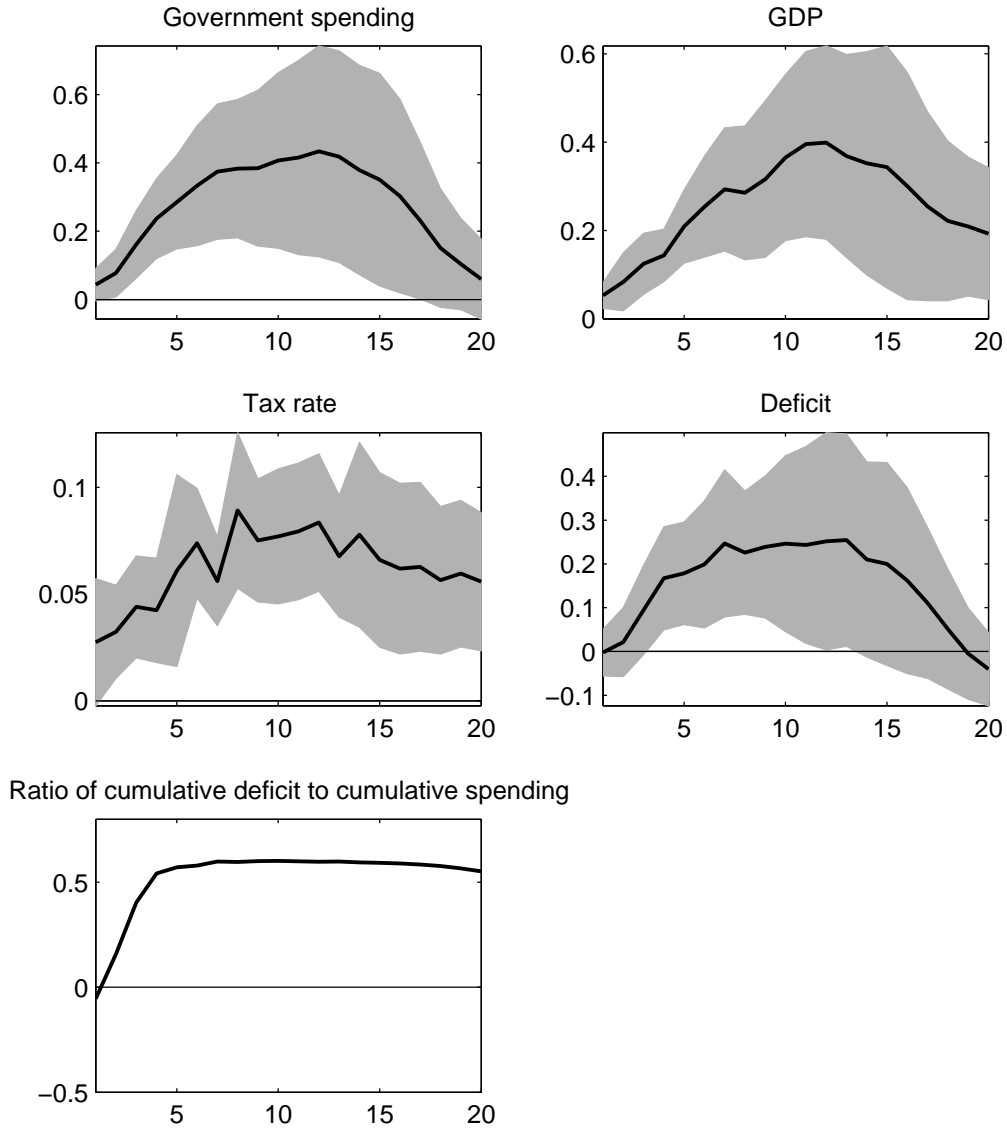 Government spending
0.6
0.4
0.2
0
5 10 15 20
GDP
0.6
0.4
0.2
0
5 10 15 20
Tax rate
0.1
0.05
0
5 10 15 20
Deficit
0.4
0.3
0.2
0.1
0
−0.1
5 10 15 20
Ratio of cumulative deficit to cumulative spending
0.5
0
−0.5
5 10 15 20